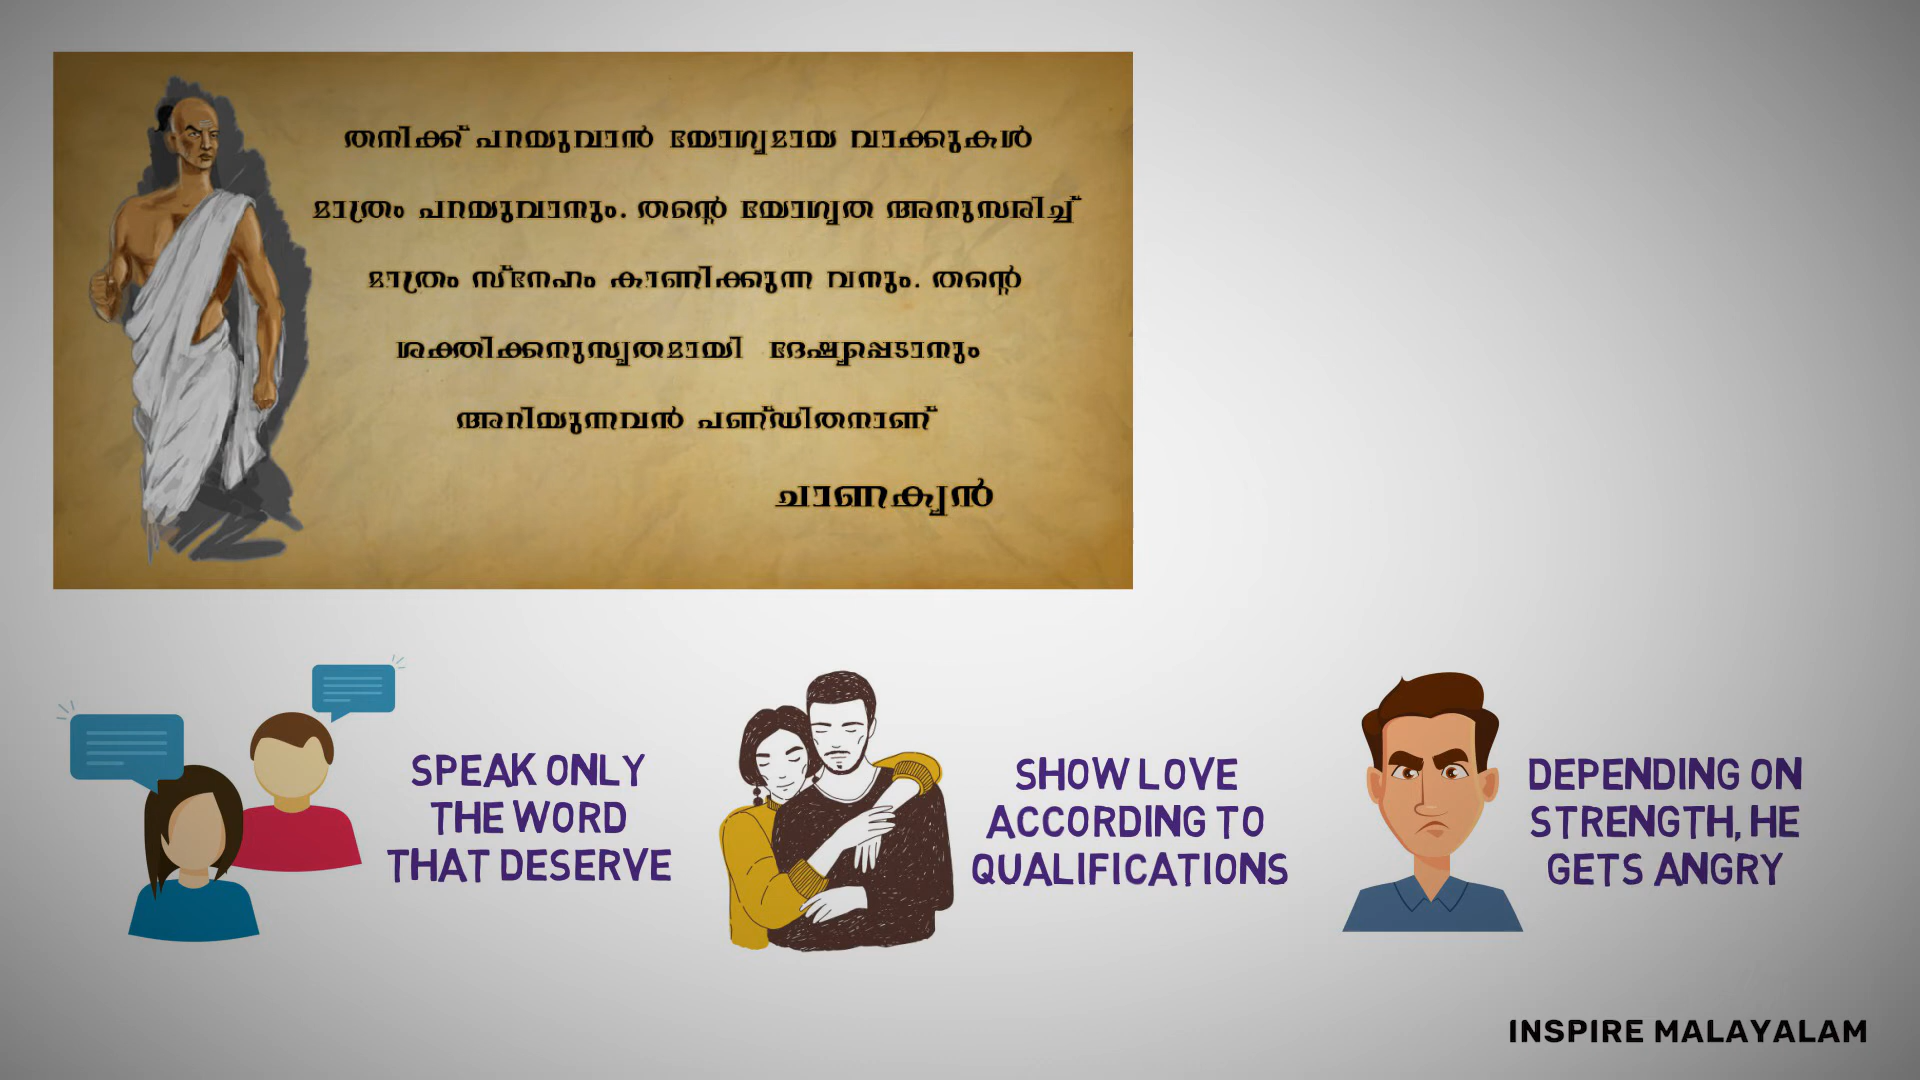 തനിക്ക് പറയുവാൻ യോഗ്യമായ വാക്കുകൾ
മാത്രം പറയുവാനും. തന്റെ യോഗ്യത അനുസരിച്ച്
മാത്രം സ്നേഹം കാണിക്കുന്ന വനും. തന്റെ
ശക്തിക്കനുസൃതമായി ദേഷ്യപ്പെടാനും
അറിയുന്നവൻ പണ്ഡിതനാണ്
ചാണക്യൻ
SPEAK ONLY
THE WORD
THAT DESERVE
SHOW LOVE
ACCORDING TO
QUALIFICATIONS
DEPENDING ON
STRENGTH, HE
GETS ANGRY
INSPIRE MALAYALAM